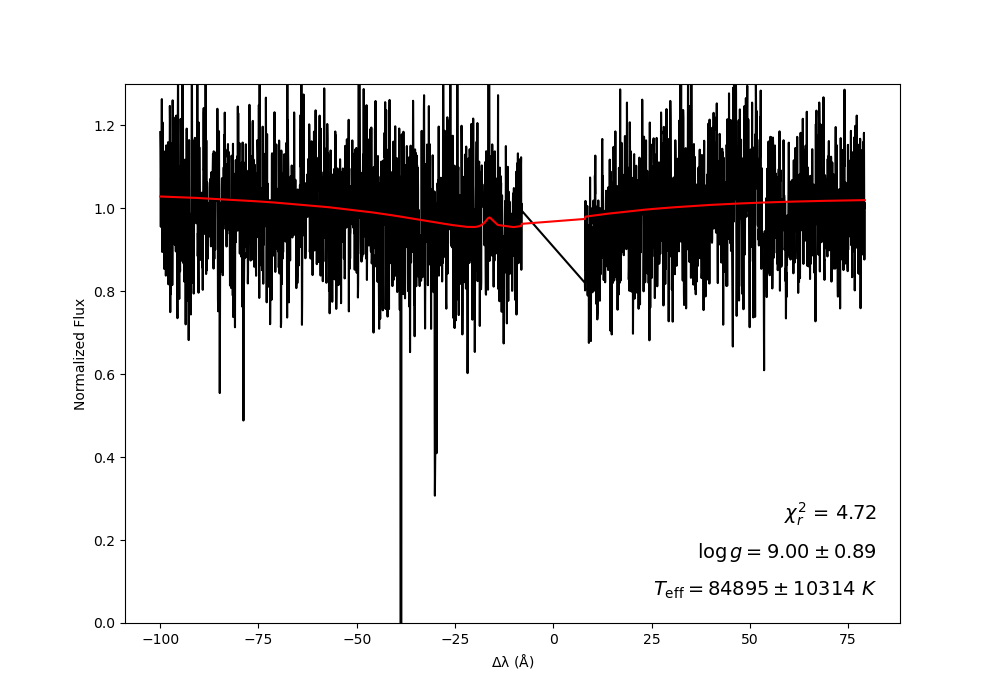 Normalized Flux
1.2
1.0
0.8
0.6
0.4
0.2
0.0
χ²ᵣ = 4.72
log g = 9.00 ± 0.89
T_eff = 84895 ± 10314 K
−100 −75 −50 −25 0 25 50 75
Δλ (Å)